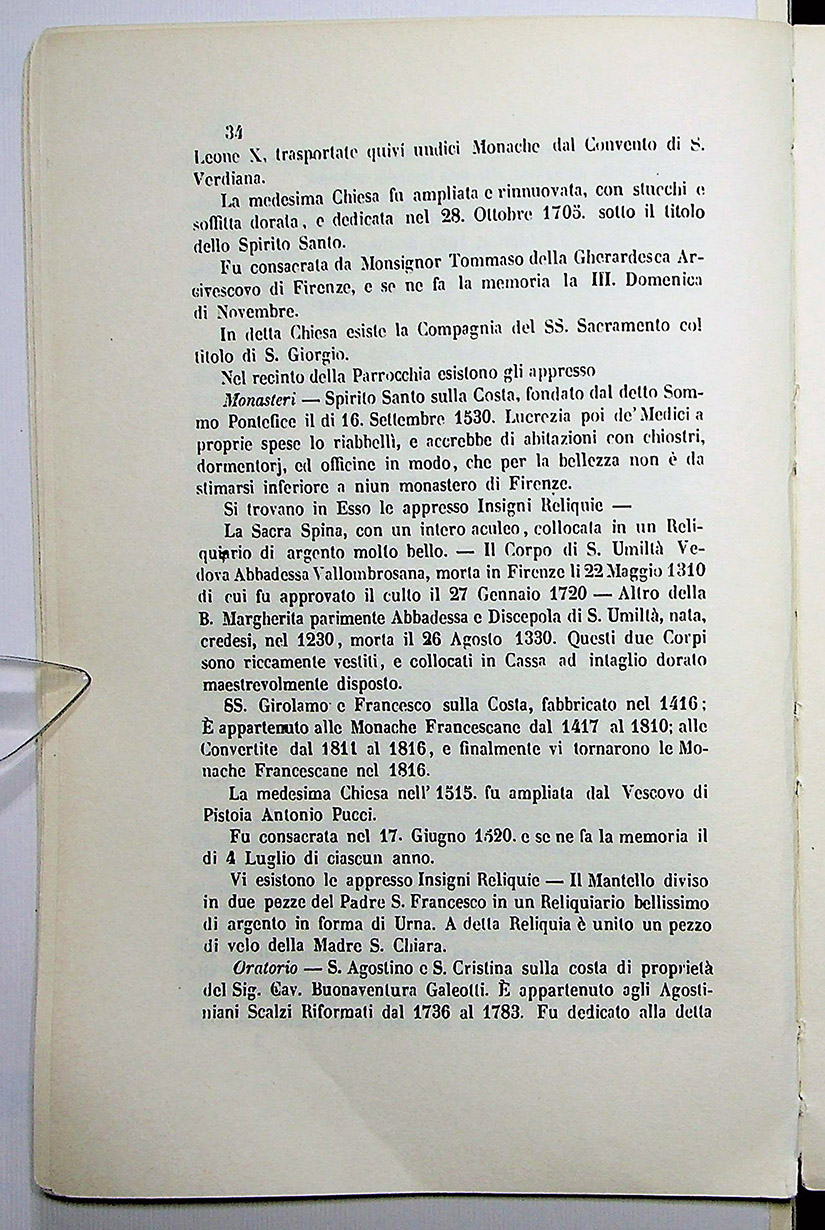 34
Leone X, trasportate quivi undici Monache dal Convento di S.
Verdiana.
La medesima Chiesa fu ampliata e rinnuovata, con stucchi e
soffitta dorata, e dedicata nel 28. Ottobre 1705. sotto il titolo
dello Spirito Santo.
Fu consacrata da Monsignor Tommaso della Gherardesca Ar-
civescovo di Firenze, e se ne fa la memoria la III. Domenica
di Novembre.
In detta Chiesa esiste la Compagnia del SS. Sacramento col
titolo di S. Giorgio.
Nel recinto della Parrocchia esistono gli appresso
Monasteri — Spirito Santo sulla Costa, fondato dal detto Som-
mo Pontefice il di 16. Settembre 1530. Lucrezia poi de' Medici a
proprie spese lo riabbellì, e accrebbe di abitazioni con chiostri,
dormentorj, ed officine in modo, che per la bellezza non è da
stimarsi inferiore a niun monastero di Firenze.
Si trovano in Esso le appresso Insigni Reliquie —
La Sacra Spina, con un intero aculeo, collocata in un Reli-
quiario di argento molto bello. — Il Corpo di S. Umiltà Ve-
dova Abbadessa Vallombrosana, morta in Firenze li 22 Maggio 1310
di cui fu approvato il culto il 27 Gennaio 1720 — Altro della
B. Margherita parimente Abbadessa e Discepola di S. Umiltà, nata,
credesi, nel 1230, morta il 26 Agosto 1330. Questi due Corpi
sono riccamente vestiti, e collocati in Cassa ad intaglio dorato
maestrevolmente disposto.
SS. Girolamo e Francesco sulla Costa, fabbricato nel 1416;
È appartenuto alle Monache Francescane dal 1417 al 1810; alle
Convertite dal 1811 al 1816, e finalmente vi tornarono le Mo-
nache Francescane nel 1816.
La medesima Chiesa nell' 1515. fu ampliata dal Vescovo di
Pistoia Antonio Pucci.
Fu consacrata nel 17. Giugno 1520. e se ne fa la memoria il
di 4 Luglio di ciascun anno.
Vi esistono le appresso Insigni Reliquie — Il Mantello diviso
in due pezze del Padre S. Francesco in un Reliquiario bellissimo
di argento in forma di Urna. A detta Reliquia è unito un pezzo
di velo della Madre S. Chiara.
Oratorio — S. Agostino e S. Cristina sulla costa di proprietà
del Sig. Cav. Buonaventura Galeotti. È appartenuto agli Agosti-
niani Scalzi Riformati dal 1736 al 1783. Fu dedicato alla detta